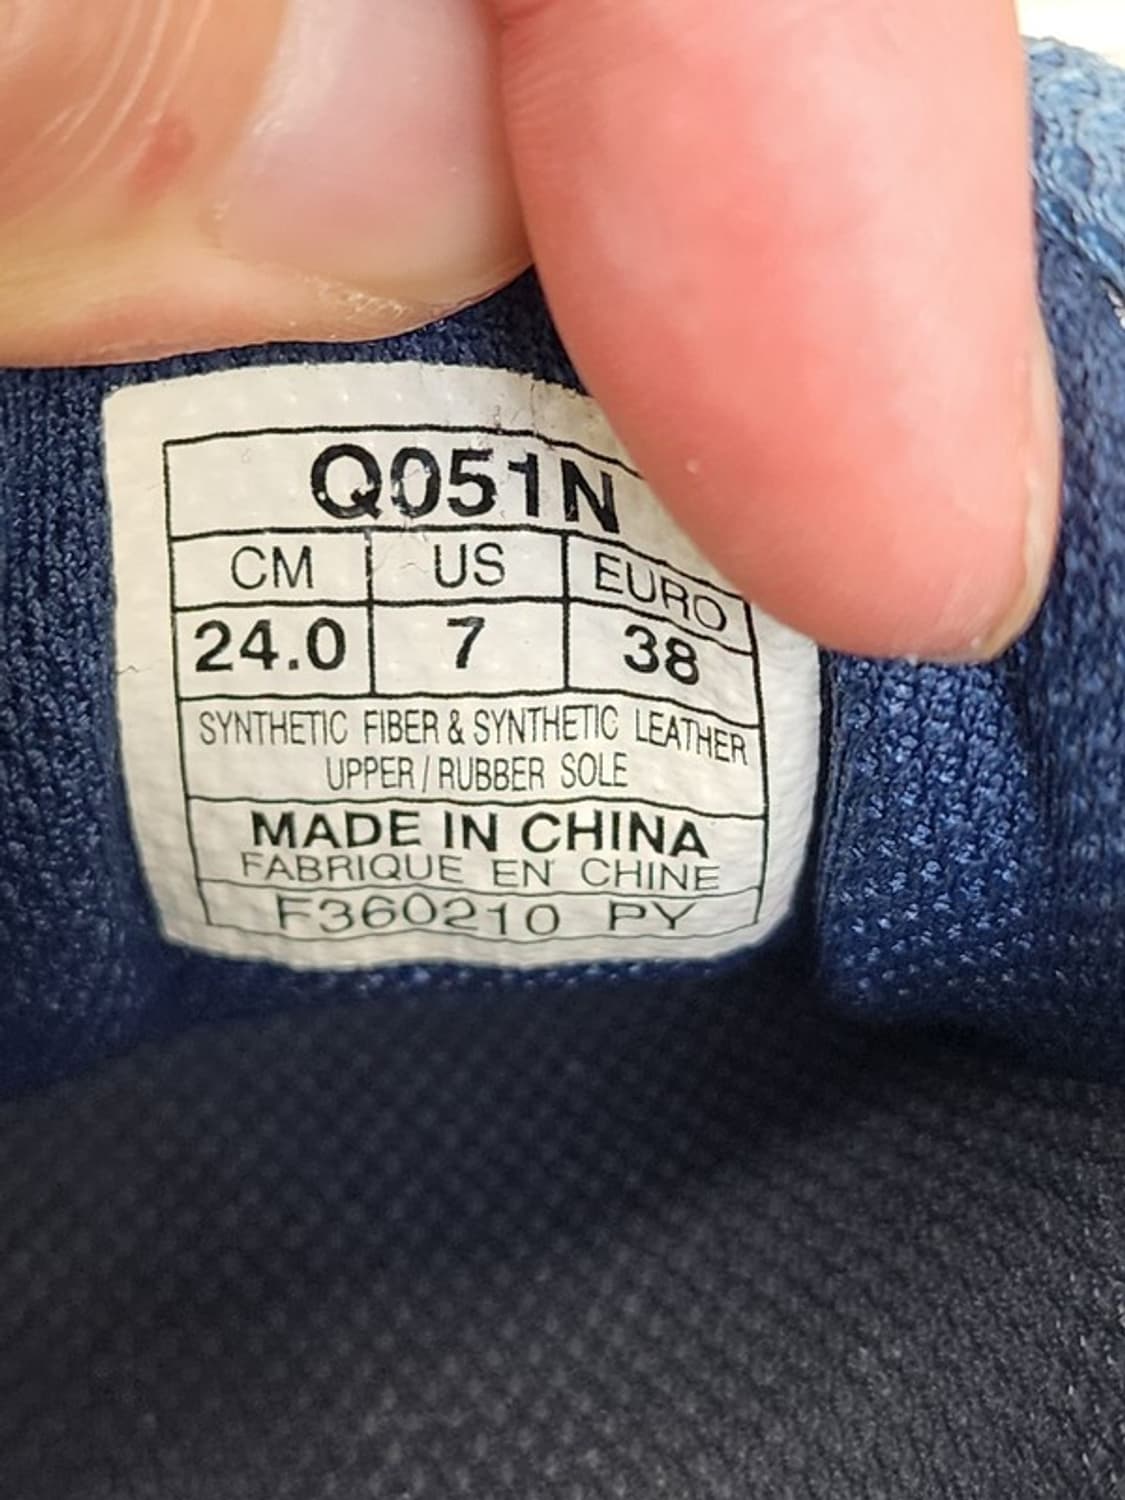 Q051N
CM US EURO
24.0 7 38
SYNTHETIC FIBER & SYNTHETIC LEATHER
UPPER / RUBBER SOLE
MADE IN CHINA
FABRIQUE EN CHINE
F360210 PY